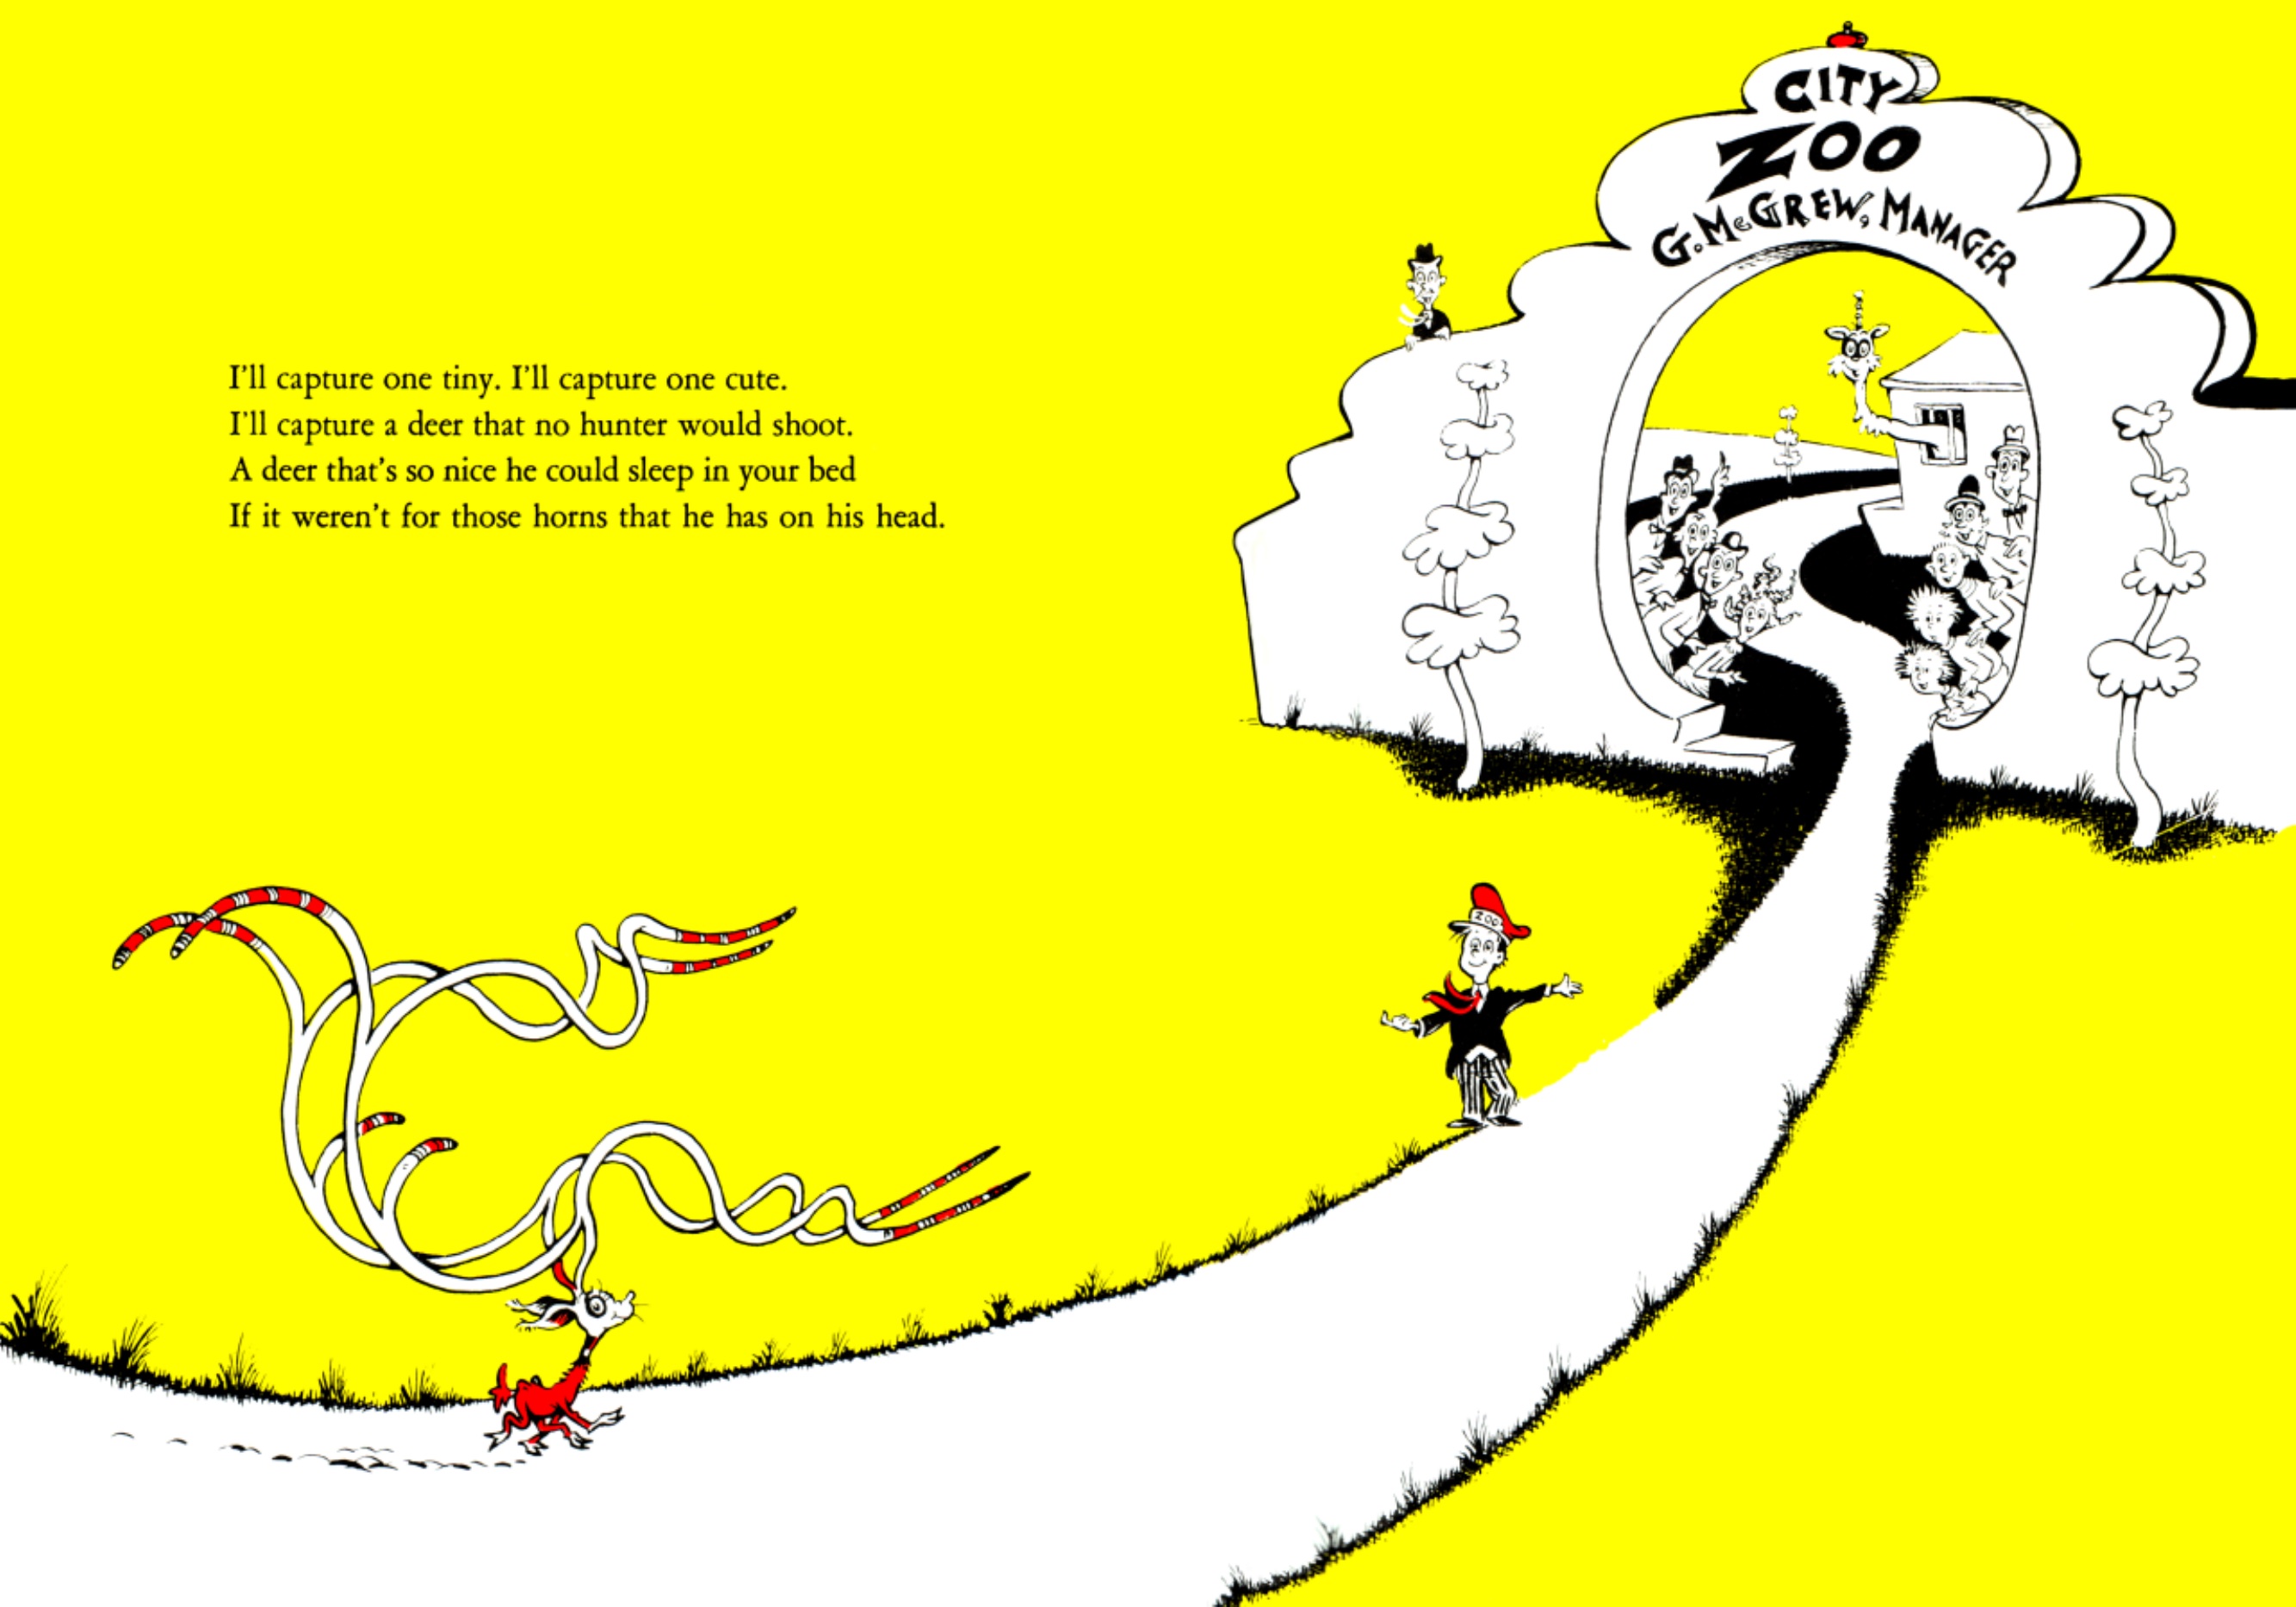 CITY
ZOO
G. McGREW, MANAGER
I'll capture one tiny. I'll capture one cute.
I'll capture a deer that no hunter would shoot.
A deer that's so nice he could sleep in your bed
If it weren't for those horns that he has on his head.
ZOO